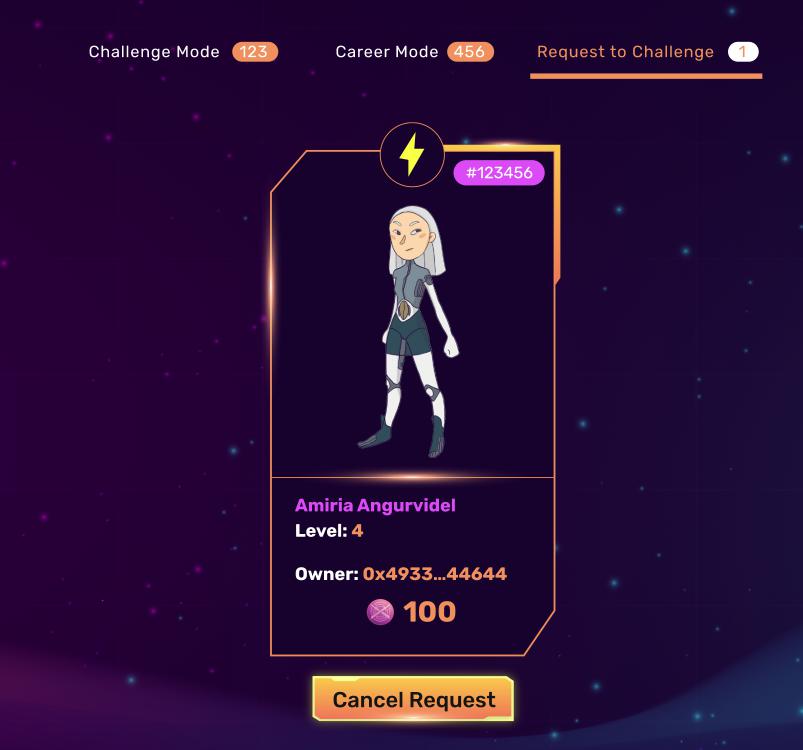 Challenge Mode 123 Career Mode 456 Request to Challenge 1
#123456
Amiria Angurvidel
Level: 4
Owner: 0x4933...44644
100
Cancel Request